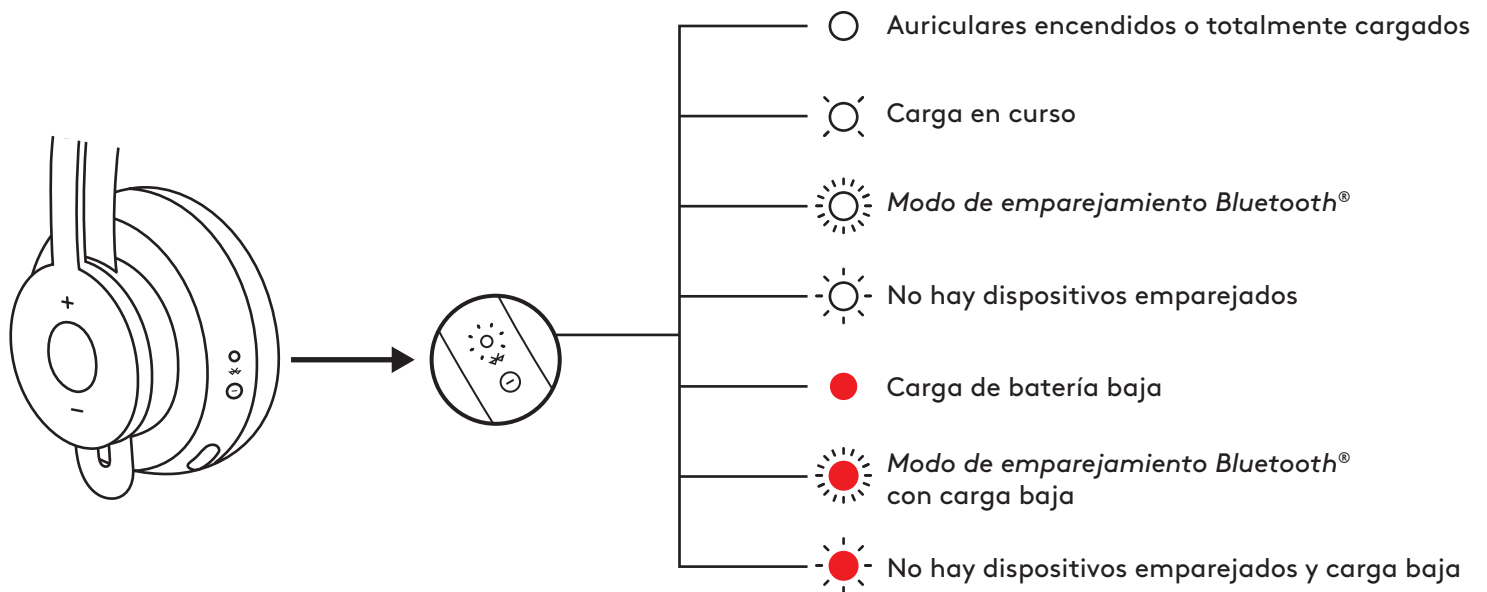 Auriculares encendidos o totalmente cargados
Carga en curso
Modo de emparejamiento Bluetooth®
No hay dispositivos emparejados
Carga de batería baja
Modo de emparejamiento Bluetooth®
con carga baja
No hay dispositivos emparejados y carga baja